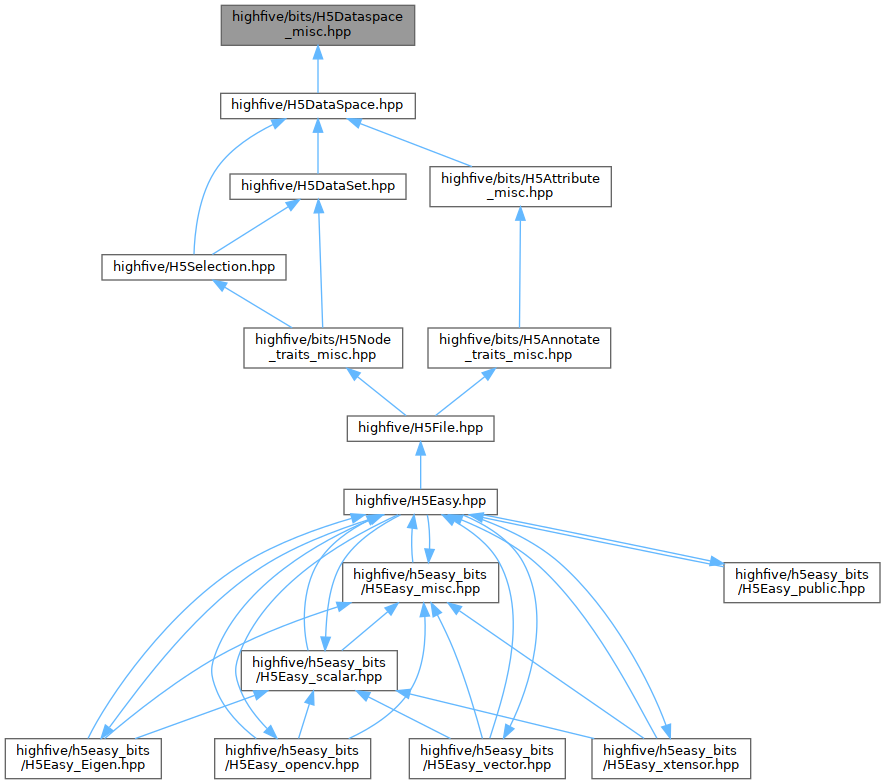 highfive/bits/H5Dataspace
_misc.hpp
highfive/H5DataSpace.hpp
highfive/H5DataSet.hpp
highfive/bits/H5Attribute
_misc.hpp
highfive/H5Selection.hpp
highfive/bits/H5Node
_traits_misc.hpp
highfive/bits/H5Annotate
_traits_misc.hpp
highfive/H5File.hpp
highfive/H5Easy.hpp
highfive/h5easy_bits
/H5Easy_misc.hpp
highfive/h5easy_bits
/H5Easy_public.hpp
highfive/h5easy_bits
/H5Easy_scalar.hpp
highfive/h5easy_bits
/H5Easy_Eigen.hpp
highfive/h5easy_bits
/H5Easy_opencv.hpp
highfive/h5easy_bits
/H5Easy_vector.hpp
highfive/h5easy_bits
/H5Easy_xtensor.hpp